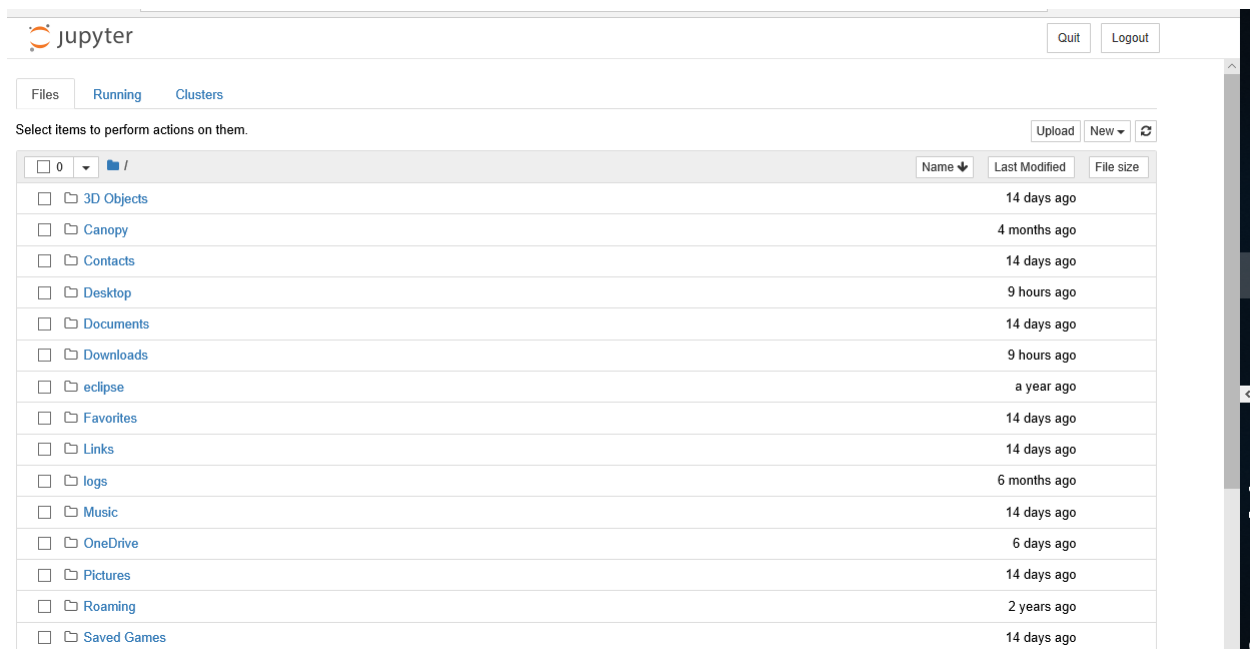 jupyter Quit Logout
Files Running Clusters
Select items to perform actions on them. Upload New
0 / Name Last Modified File size
3D Objects 14 days ago
Canopy 4 months ago
Contacts 14 days ago
Desktop 9 hours ago
Documents 14 days ago
Downloads 9 hours ago
eclipse a year ago
Favorites 14 days ago
Links 14 days ago
logs 6 months ago
Music 14 days ago
OneDrive 6 days ago
Pictures 14 days ago
Roaming 2 years ago
Saved Games 14 days ago